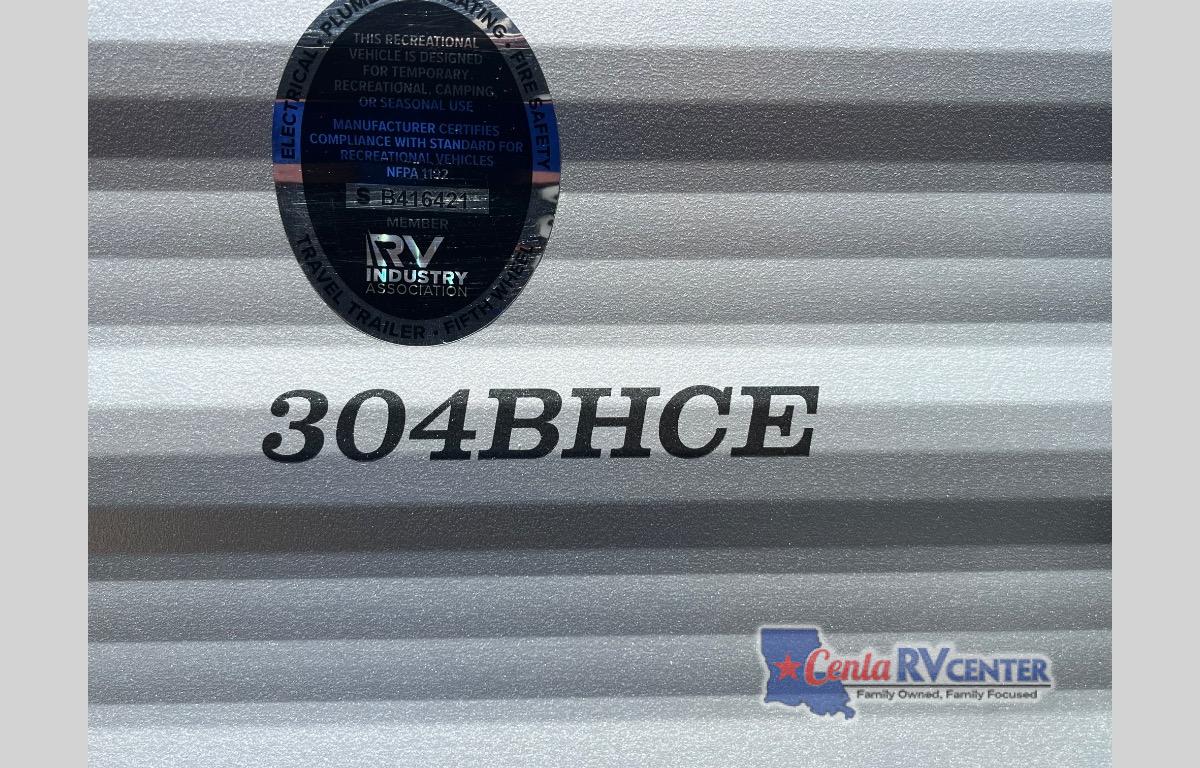 ELECTRICAL · PLUMBING · HEATING · FIRE SAFETY
THIS RECREATIONAL
VEHICLE IS DESIGNED
FOR TEMPORARY
RECREATIONAL, CAMPING,
OR SEASONAL USE
MANUFACTURER CERTIFIES
COMPLIANCE WITH STANDARD FOR
RECREATIONAL VEHICLES
NFPA 1192
S B416421
MEMBER
RV
INDUSTRY
ASSOCIATION
TRAVEL TRAILER · FIFTH WHEEL
304BHCE
Cenla RV CENTER
Family Owned, Family Focused